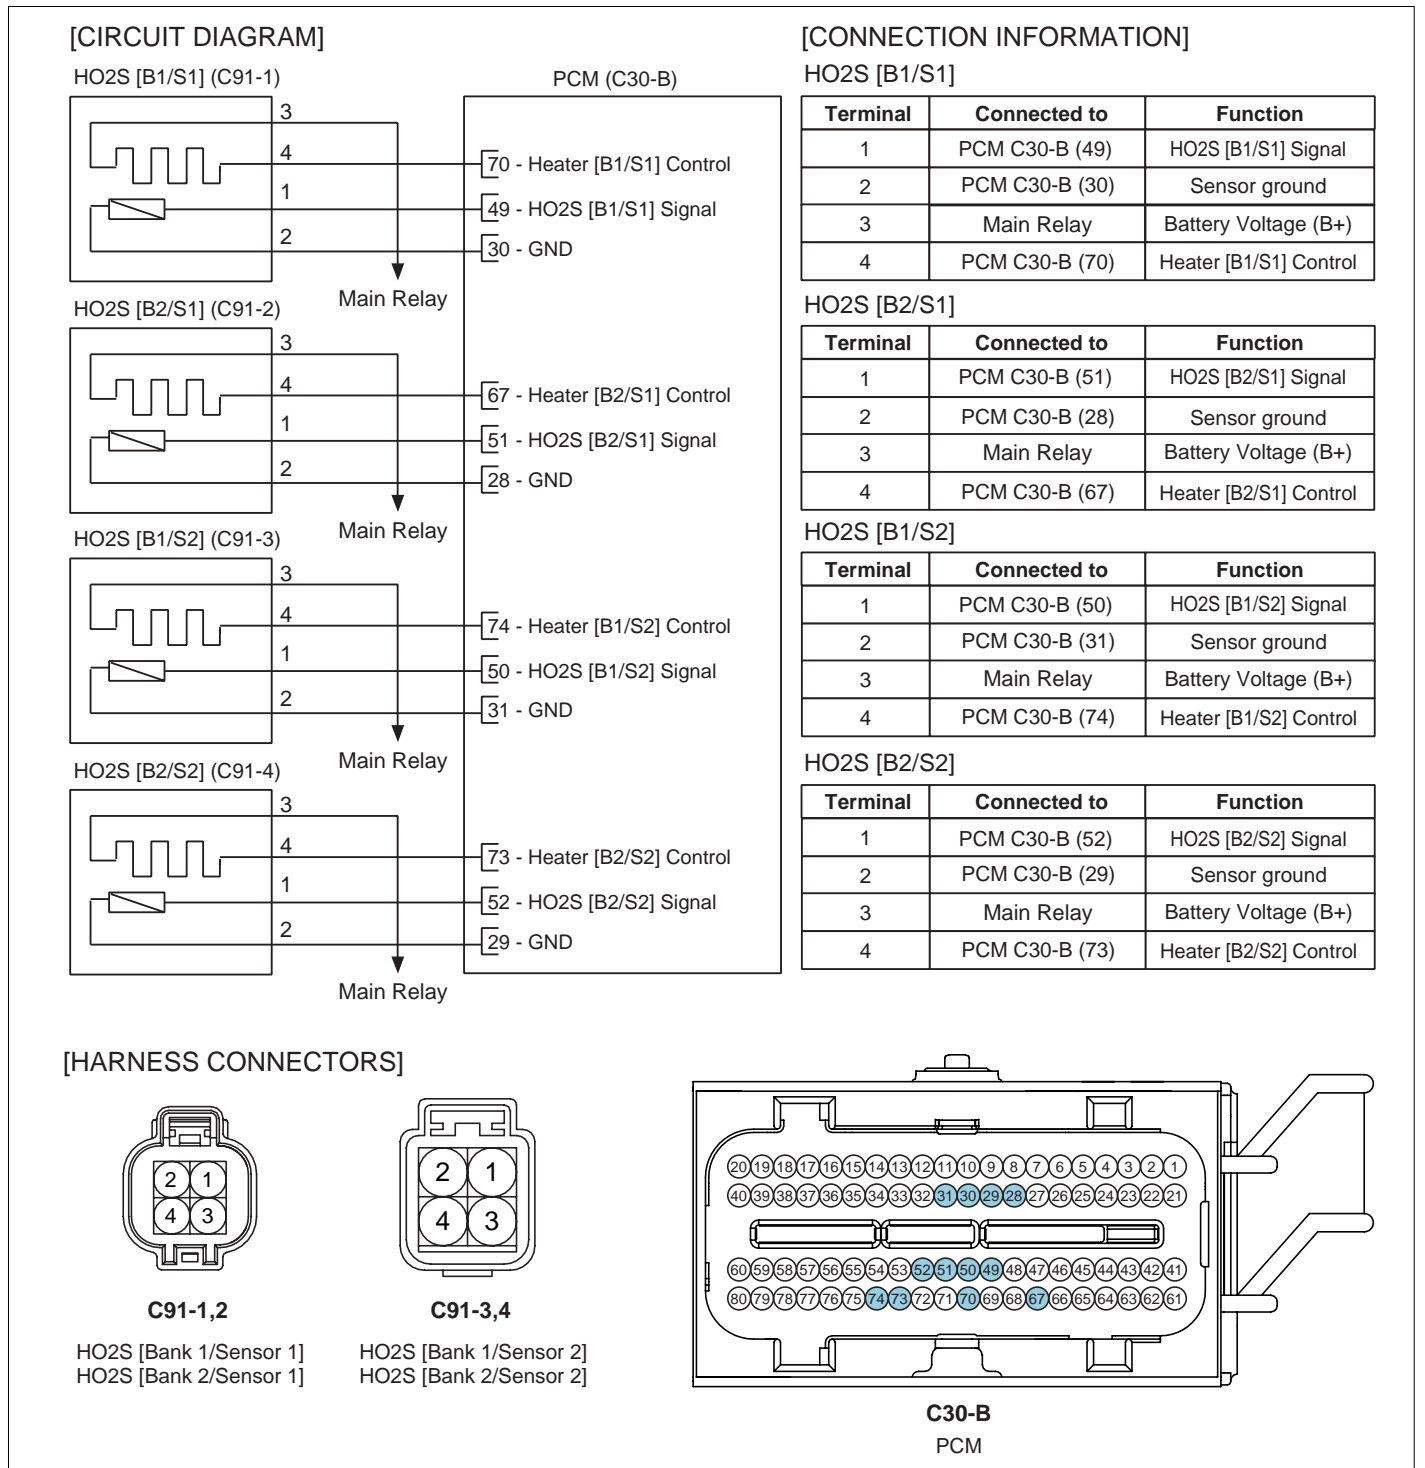 [CIRCUIT DIAGRAM]
HO2S [B1/S1] (C91-1)
PCM (C30-B)
3
4
70 - Heater [B1/S1] Control
1
49 - HO2S [B1/S1] Signal
2
30 - GND
Main Relay
HO2S [B2/S1] (C91-2)
3
4
67 - Heater [B2/S1] Control
1
51 - HO2S [B2/S1] Signal
2
28 - GND
Main Relay
HO2S [B1/S2] (C91-3)
3
4
74 - Heater [B1/S2] Control
1
50 - HO2S [B1/S2] Signal
2
31 - GND
Main Relay
HO2S [B2/S2] (C91-4)
3
4
73 - Heater [B2/S2] Control
1
52 - HO2S [B2/S2] Signal
2
29 - GND
Main Relay
[CONNECTION INFORMATION]
HO2S [B1/S1]
Terminal Connected to Function
1 PCM C30-B (49) HO2S [B1/S1] Signal
2 PCM C30-B (30) Sensor ground
3 Main Relay Battery Voltage (B+)
4 PCM C30-B (70) Heater [B1/S1] Control
HO2S [B2/S1]
Terminal Connected to Function
1 PCM C30-B (51) HO2S [B2/S1] Signal
2 PCM C30-B (28) Sensor ground
3 Main Relay Battery Voltage (B+)
4 PCM C30-B (67) Heater [B2/S1] Control
HO2S [B1/S2]
Terminal Connected to Function
1 PCM C30-B (50) HO2S [B1/S2] Signal
2 PCM C30-B (31) Sensor ground
3 Main Relay Battery Voltage (B+)
4 PCM C30-B (74) Heater [B1/S2] Control
HO2S [B2/S2]
Terminal Connected to Function
1 PCM C30-B (52) HO2S [B2/S2] Signal
2 PCM C30-B (29) Sensor ground
3 Main Relay Battery Voltage (B+)
4 PCM C30-B (73) Heater [B2/S2] Control
[HARNESS CONNECTORS]
2 1
4 3
C91-1,2
HO2S [Bank 1/Sensor 1]
HO2S [Bank 2/Sensor 1]
2 1
4 3
C91-3,4
HO2S [Bank 1/Sensor 2]
HO2S [Bank 2/Sensor 2]
20 19 18 17 16 15 14 13 12 11 10 9 8 7 6 5 4 3 2 1
40 39 38 37 36 35 34 33 32 31 30 29 28 27 26 25 24 23 22 21
60 59 58 57 56 55 54 53 52 51 50 49 48 47 46 45 44 43 42 41
80 79 78 77 76 75 74 73 72 71 70 69 68 67 66 65 64 63 62 61
C30-B
PCM